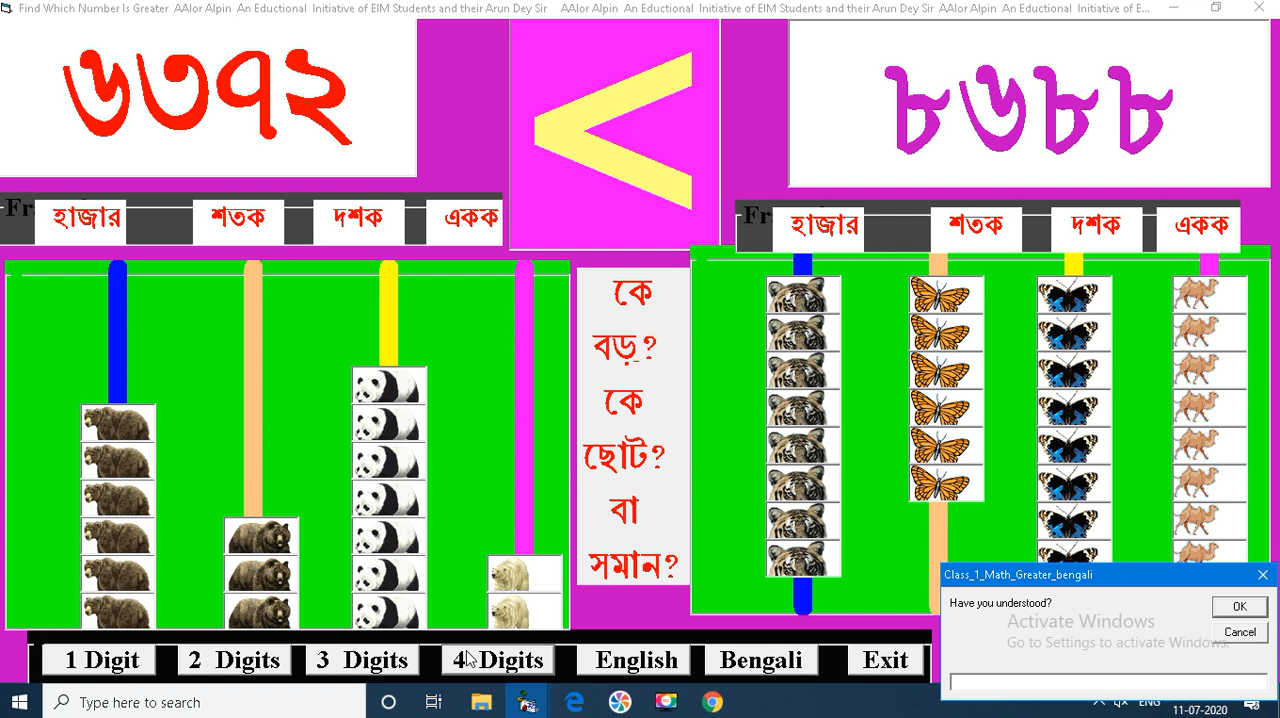 Find Which Number Is Greater AAlor Alpin An Eductional Initiative of EIM Students and their Arun Dey Sir AAlor Alpin An Eductional Initiative of EIM Students and their Arun Dey Sir AAlor Alpin An Eductional Initiative of E...
৬৩৭২
<
৮৬৮৮
হাজার শতক দশক একক
হাজার শতক দশক একক
কে
বড়?
কে
ছোট?
বা
সমান?
Class_1_Math_Greater_bengali
Have you understood?
OK
Cancel
Activate Windows
Go to Settings to activate Windows.
1 Digit 2 Digits 3 Digits 4 Digits English Bengali Exit
Type here to search
ENG
11-07-2020